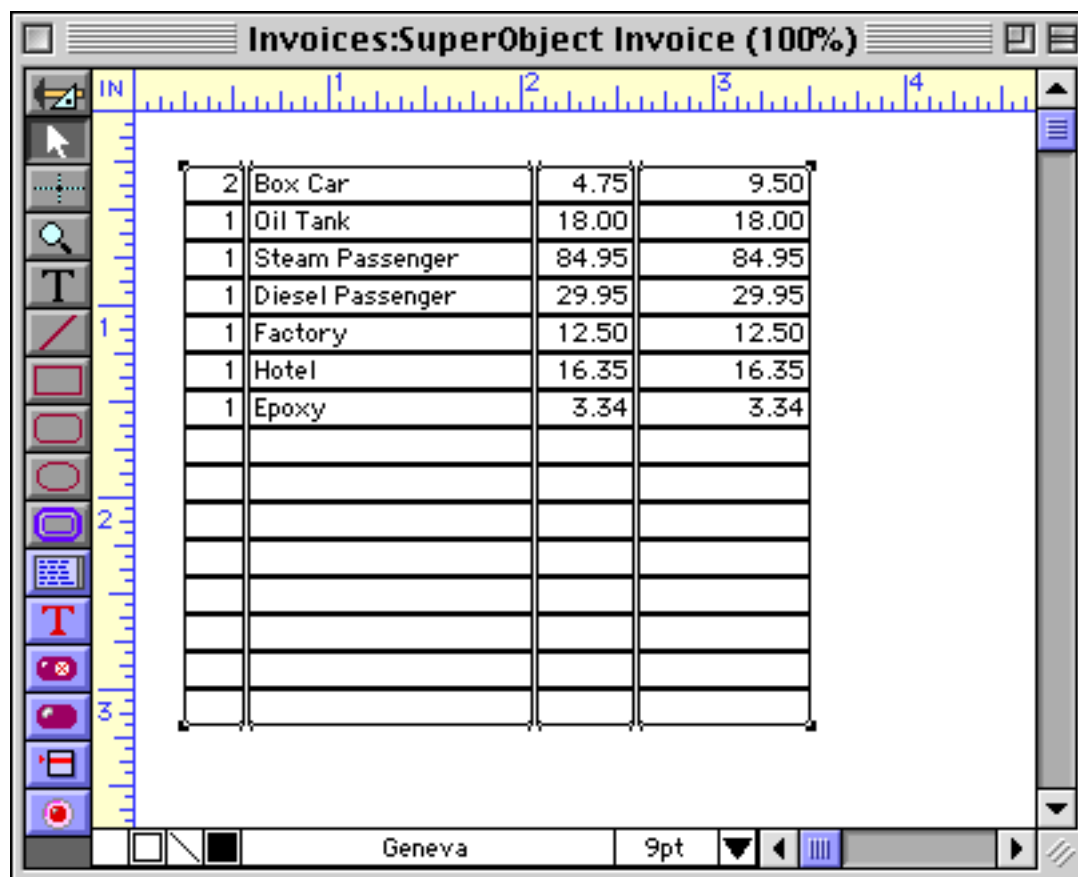 Invoices:SuperObject Invoice (100%)
IN 1 2 3 4
2 Box Car 4.75 9.50
1 Oil Tank 18.00 18.00
1 Steam Passenger 84.95 84.95
1 Diesel Passenger 29.95 29.95
1
1 Factory 12.50 12.50
1 Hotel 16.35 16.35
1 Epoxy 3.34 3.34
2
T
T
3
Geneva 9pt